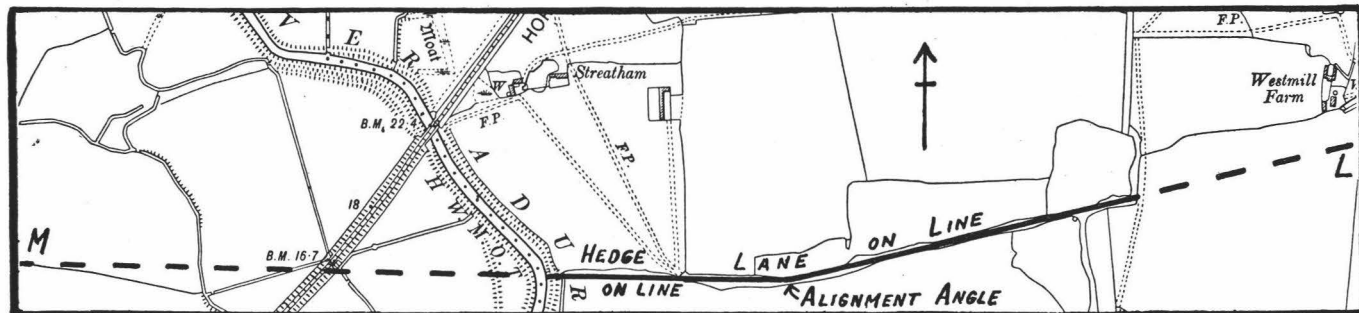 V E R
A D U R
H W M O T
Moat
HO
W
Streatham
F.P
F.P
F.P.
B.M. 22.4
18
B.M. 16·7
Westmill
Farm
M
HEDGE
ON LINE
LANE ON LINE
ALIGNMENT ANGLE
L